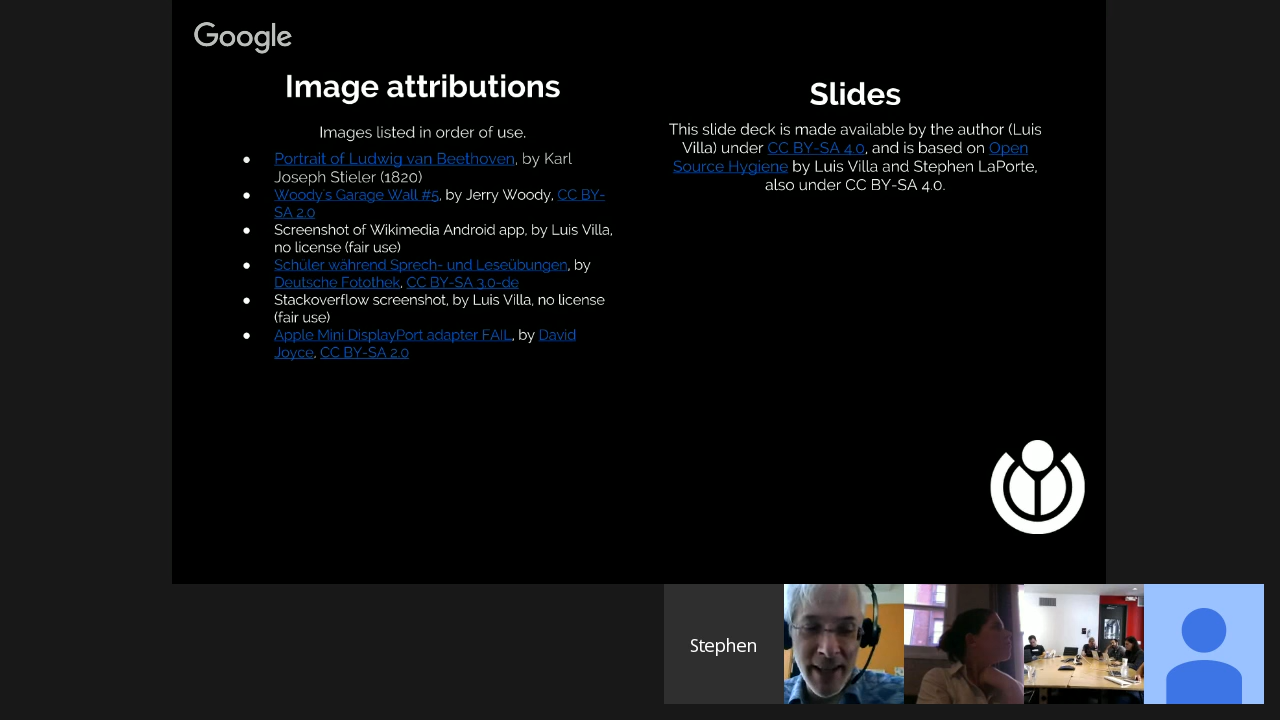 Google
Image attributions
Images listed in order of use.
● Portrait of Ludwig van Beethoven, by Karl
Joseph Stieler (1820)
● Woody's Garage Wall #5, by Jerry Woody, CC BY-
SA 2.0
● Screenshot of Wikimedia Android app, by Luis Villa,
no license (fair use)
● Schüler während Sprech- und Leseübungen, by
Deutsche Fotothek, CC BY-SA 3.0-de
● Stackoverflow screenshot, by Luis Villa, no license
(fair use)
● Apple Mini DisplayPort adapter FAIL, by David
Joyce, CC BY-SA 2.0
Slides
This slide deck is made available by the author (Luis
Villa) under CC BY-SA 4.0, and is based on Open
Source Hygiene by Luis Villa and Stephen LaPorte,
also under CC BY-SA 4.0.
Stephen